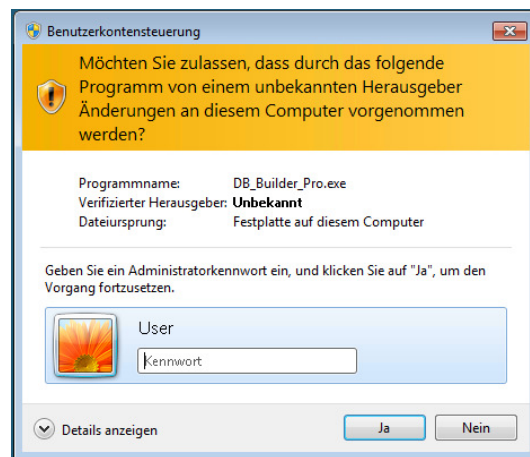 Benutzerkontensteuerung
Möchten Sie zulassen, dass durch das folgende
Programm von einem unbekannten Herausgeber
Änderungen an diesem Computer vorgenommen
werden?
Programmname: DB_Builder_Pro.exe
Verifizierter Herausgeber: Unbekannt
Dateiursprung: Festplatte auf diesem Computer
Geben Sie ein Administratorkennwort ein, und klicken Sie auf "Ja", um den
Vorgang fortzusetzen.
User
Kennwort
Details anzeigen Ja Nein